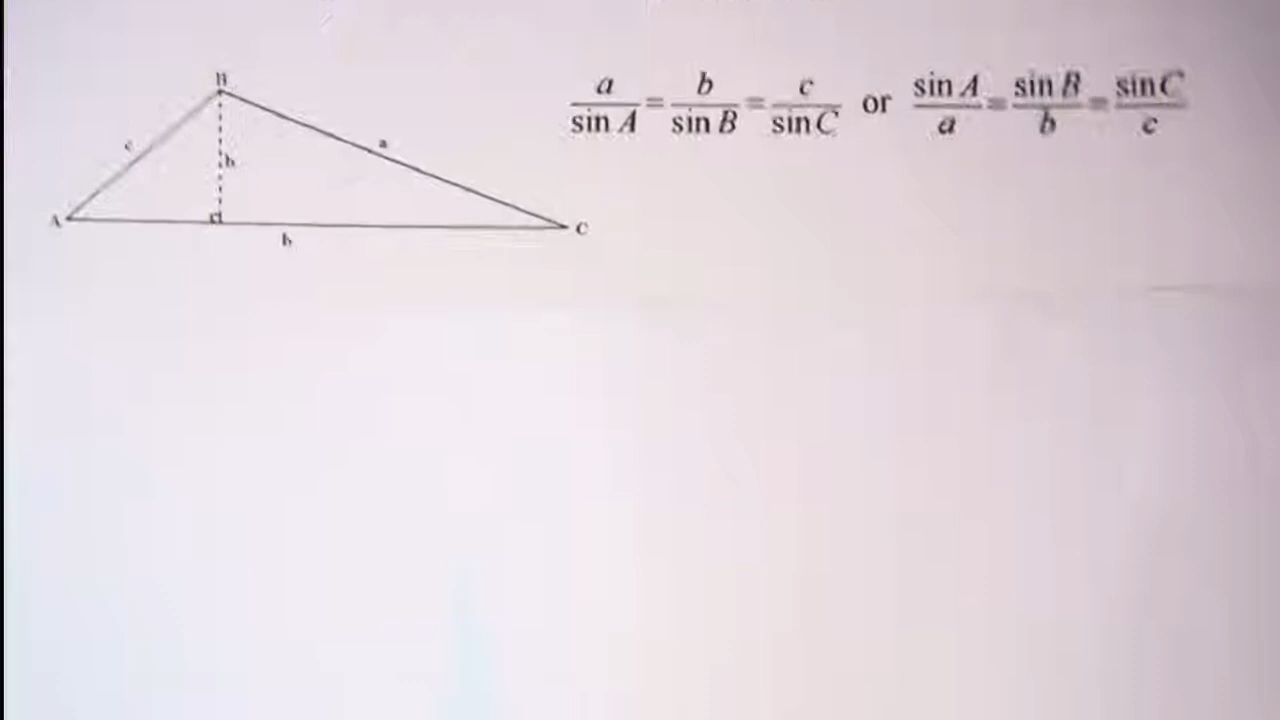 B
c
a
h
A
b
C
a/sin A = b/sin B = c/sin C or sin A/a = sin B/b = sin C/c